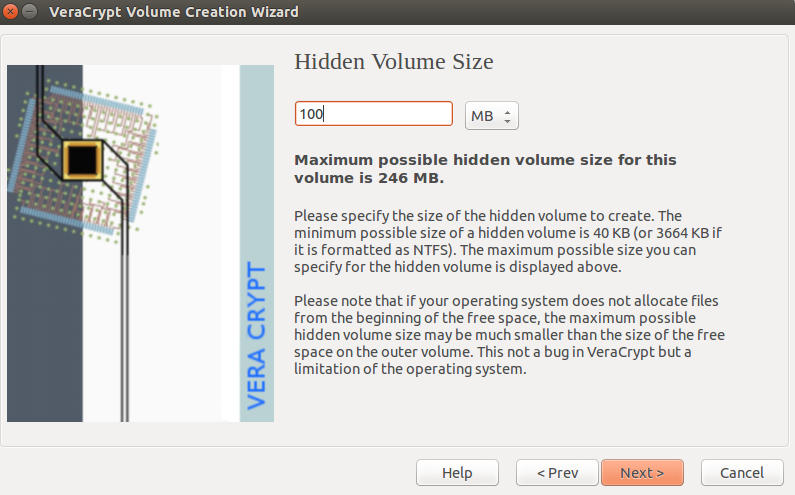 VeraCrypt Volume Creation Wizard
Hidden Volume Size
100
MB
Maximum possible hidden volume size for this
volume is 246 MB.
Please specify the size of the hidden volume to create. The
minimum possible size of a hidden volume is 40 KB (or 3664 KB if
it is formatted as NTFS). The maximum possible size you can
specify for the hidden volume is displayed above.
Please note that if your operating system does not allocate files
from the beginning of the free space, the maximum possible
hidden volume size may be much smaller than the size of the free
space on the outer volume. This not a bug in VeraCrypt but a
limitation of the operating system.
VERA CRYPT
Help
< Prev
Next >
Cancel